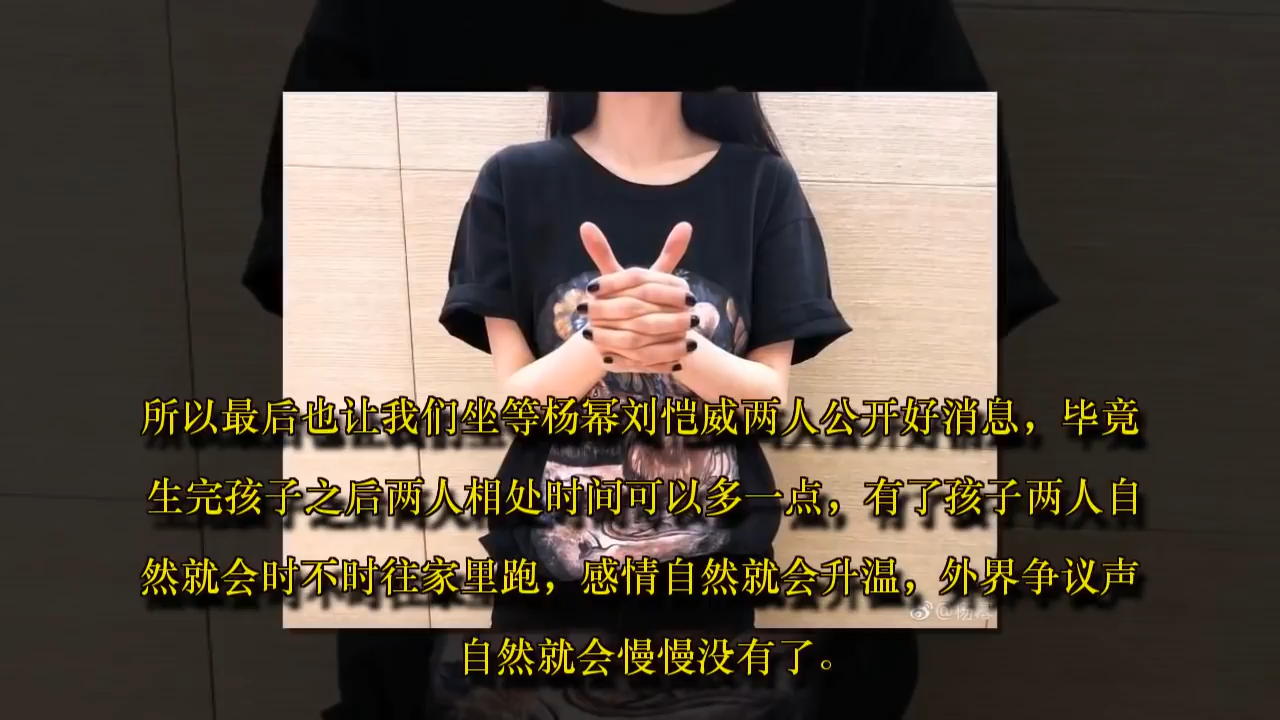 所以最后也让我们坐等杨幂刘恺威两人公开好消息，毕竟
生完孩子之后两人相处时间可以多一点，有了孩子两人自
然就会时不时往家里跑，感情自然就会升温，外界争议声
自然就会慢慢没有了。
@杨幂